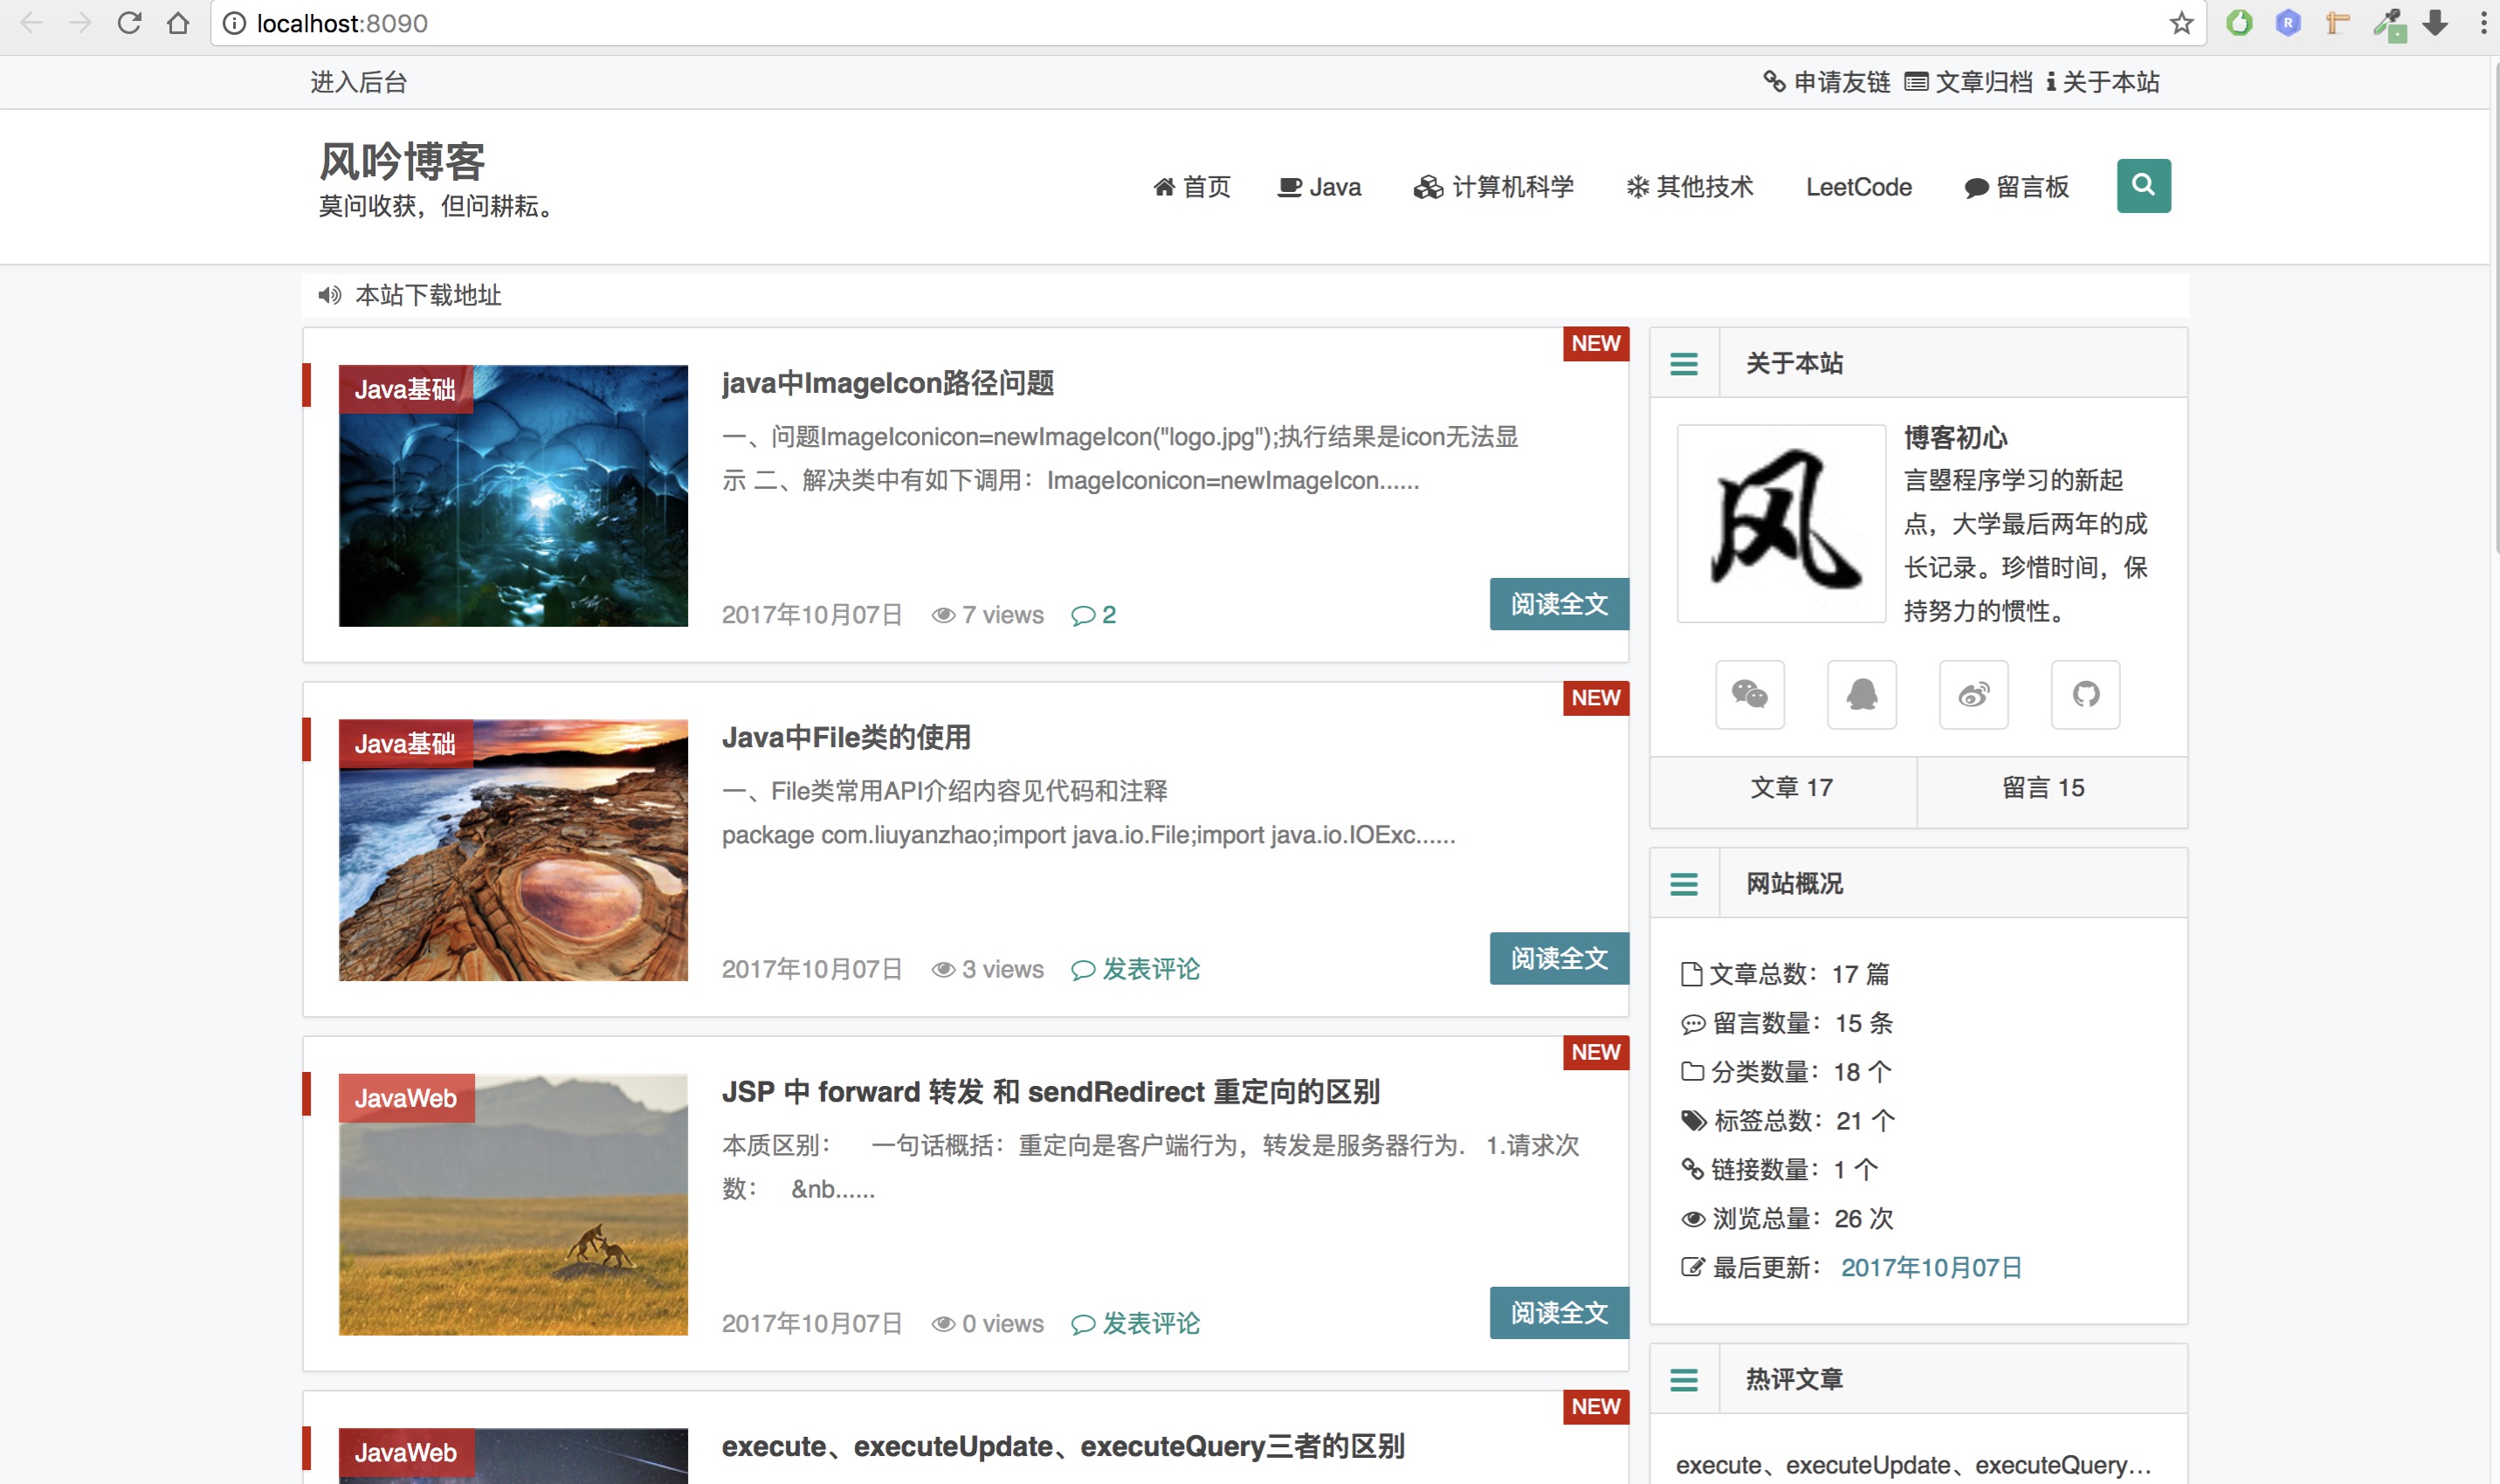 localhost:8090
进入后台
申请友链 文章归档 关于本站
风吟博客
莫问收获，但问耕耘。
首页 Java 计算机科学 其他技术 LeetCode 留言板
本站下载地址
NEW
Java基础
java中ImageIcon路径问题
一、问题ImageIconicon=newImageIcon("logo.jpg");执行结果是icon无法显
示 二、解决类中有如下调用：ImageIconicon=newImageIcon......
2017年10月07日 7 views 2
阅读全文
NEW
Java基础
Java中File类的使用
一、File类常用API介绍内容见代码和注释
package com.liuyanzhao;import java.io.File;import java.io.IOExc......
2017年10月07日 3 views 发表评论
阅读全文
NEW
JavaWeb
JSP 中 forward 转发 和 sendRedirect 重定向的区别
本质区别： 一句话概括：重定向是客户端行为，转发是服务器行为. 1.请求次
数： &nb......
2017年10月07日 0 views 发表评论
阅读全文
NEW
JavaWeb
execute、executeUpdate、executeQuery三者的区别
关于本站
风
博客初心
言曌程序学习的新起
点，大学最后两年的成
长记录。珍惜时间，保
持努力的惯性。
文章 17 留言 15
网站概况
文章总数：17 篇
留言数量：15 条
分类数量：18 个
标签总数：21 个
链接数量：1 个
浏览总量：26 次
最后更新： 2017年10月07日
热评文章
execute、executeUpdate、executeQuery...